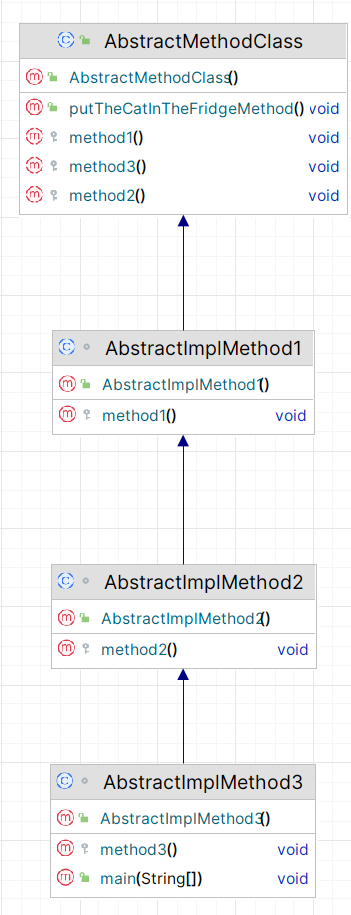 AbstractMethodClass
AbstractMethodClass()
putTheCatInTheFridgeMethod() void
method1() void
method3() void
method2() void
AbstractImplMethod1
AbstractImplMethod1()
method1() void
AbstractImplMethod2
AbstractImplMethod2()
method2() void
AbstractImplMethod3
AbstractImplMethod3()
method3() void
main(String[]) void